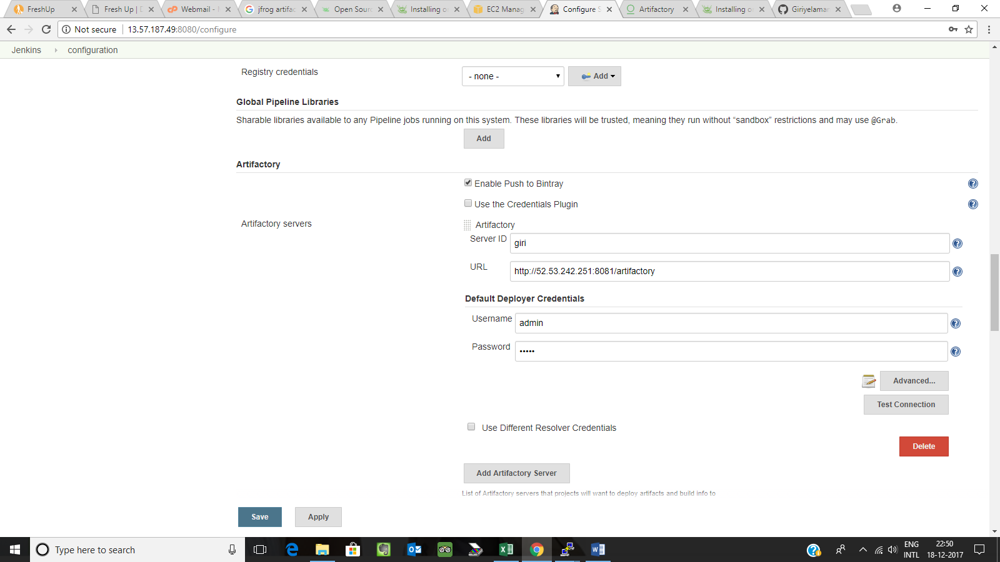 FreshUp
Fresh Up | D
Webmail -
jfrog artifac
Open Sourc
Installing o
EC2 Manag
Configure S
Artifactory
Installing o
Giriyelamar
Not secure
13.57.187.49:8080/configure
Jenkins
configuration
Registry credentials
- none -
Add
Global Pipeline Libraries
Sharable libraries available to any Pipeline jobs running on this system. These libraries will be trusted, meaning they run without “sandbox” restrictions and may use @Grab.
Add
Artifactory
Enable Push to Bintray
Use the Credentials Plugin
Artifactory servers
Artifactory
Server ID
giri
URL
http://52.53.242.251:8081/artifactory
Default Deployer Credentials
Username
admin
Password
•••••
Advanced...
Test Connection
Use Different Resolver Credentials
Delete
Add Artifactory Server
List of Artifactory servers that projects will want to deploy artifacts and build info to
Save
Apply
Type here to search
ENG
INTL
22:50
18-12-2017